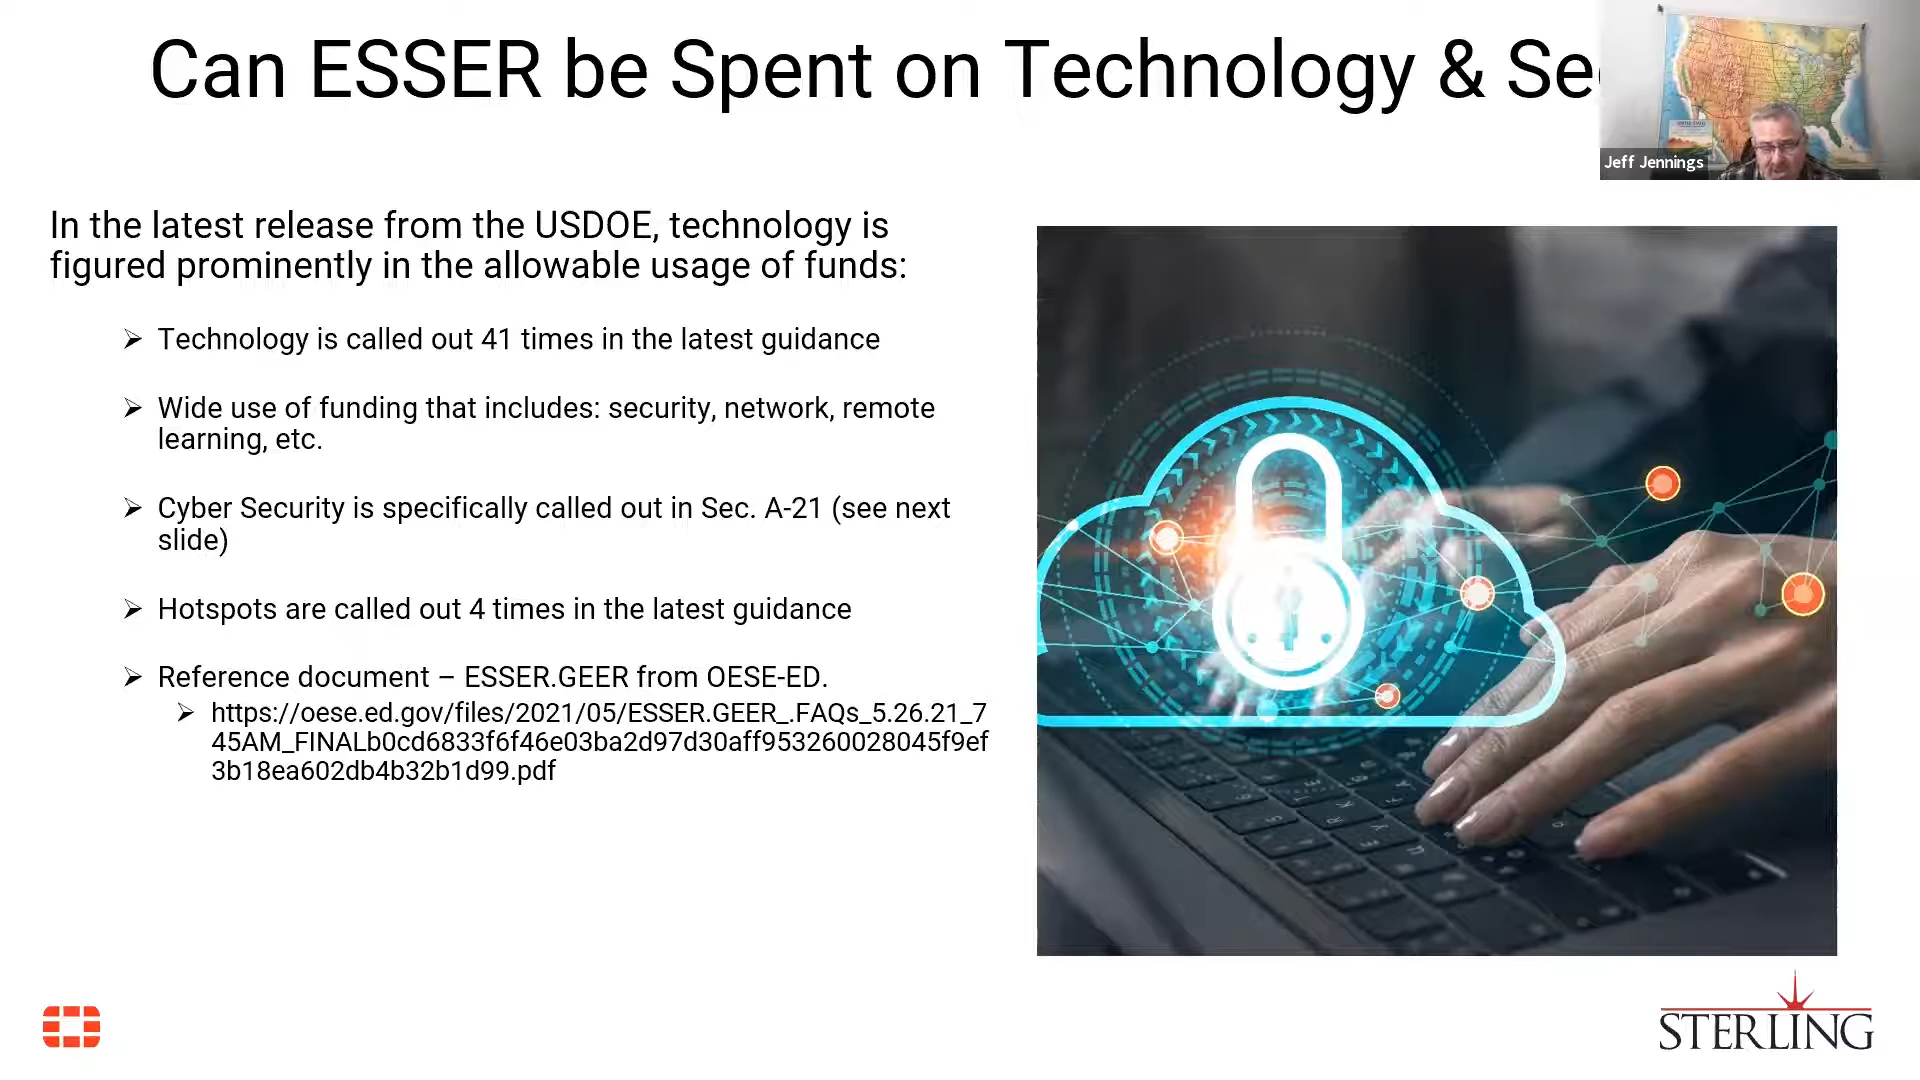 Can ESSER be Spent on Technology & Se
Jeff Jennings
In the latest release from the USDOE, technology is
figured prominently in the allowable usage of funds:
➢ Technology is called out 41 times in the latest guidance
➢ Wide use of funding that includes: security, network, remote
learning, etc.
➢ Cyber Security is specifically called out in Sec. A-21 (see next
slide)
➢ Hotspots are called out 4 times in the latest guidance
➢ Reference document – ESSER.GEER from OESE-ED.
➢ https://oese.ed.gov/files/2021/05/ESSER.GEER_.FAQs_5.26.21_7
45AM_FINALb0cd6833f6f46e03ba2d97d30aff953260028045f9ef
3b18ea602db4b32b1d99.pdf
STERLING